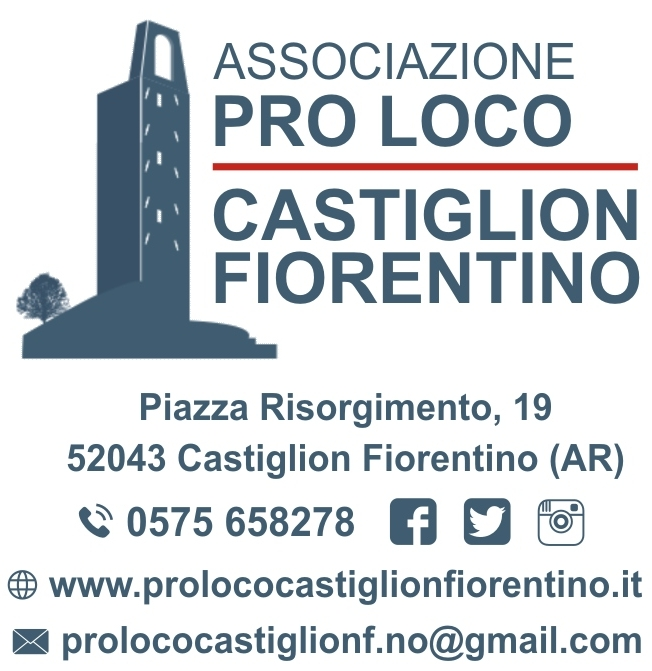 ASSOCIAZIONE
PRO LOCO
CASTIGLION
FIORENTINO
Piazza Risorgimento, 19
52043 Castiglion Fiorentino (AR)
0575 658278
www.prolococastiglionfiorentino.it
prolococastiglionf.no@gmail.com